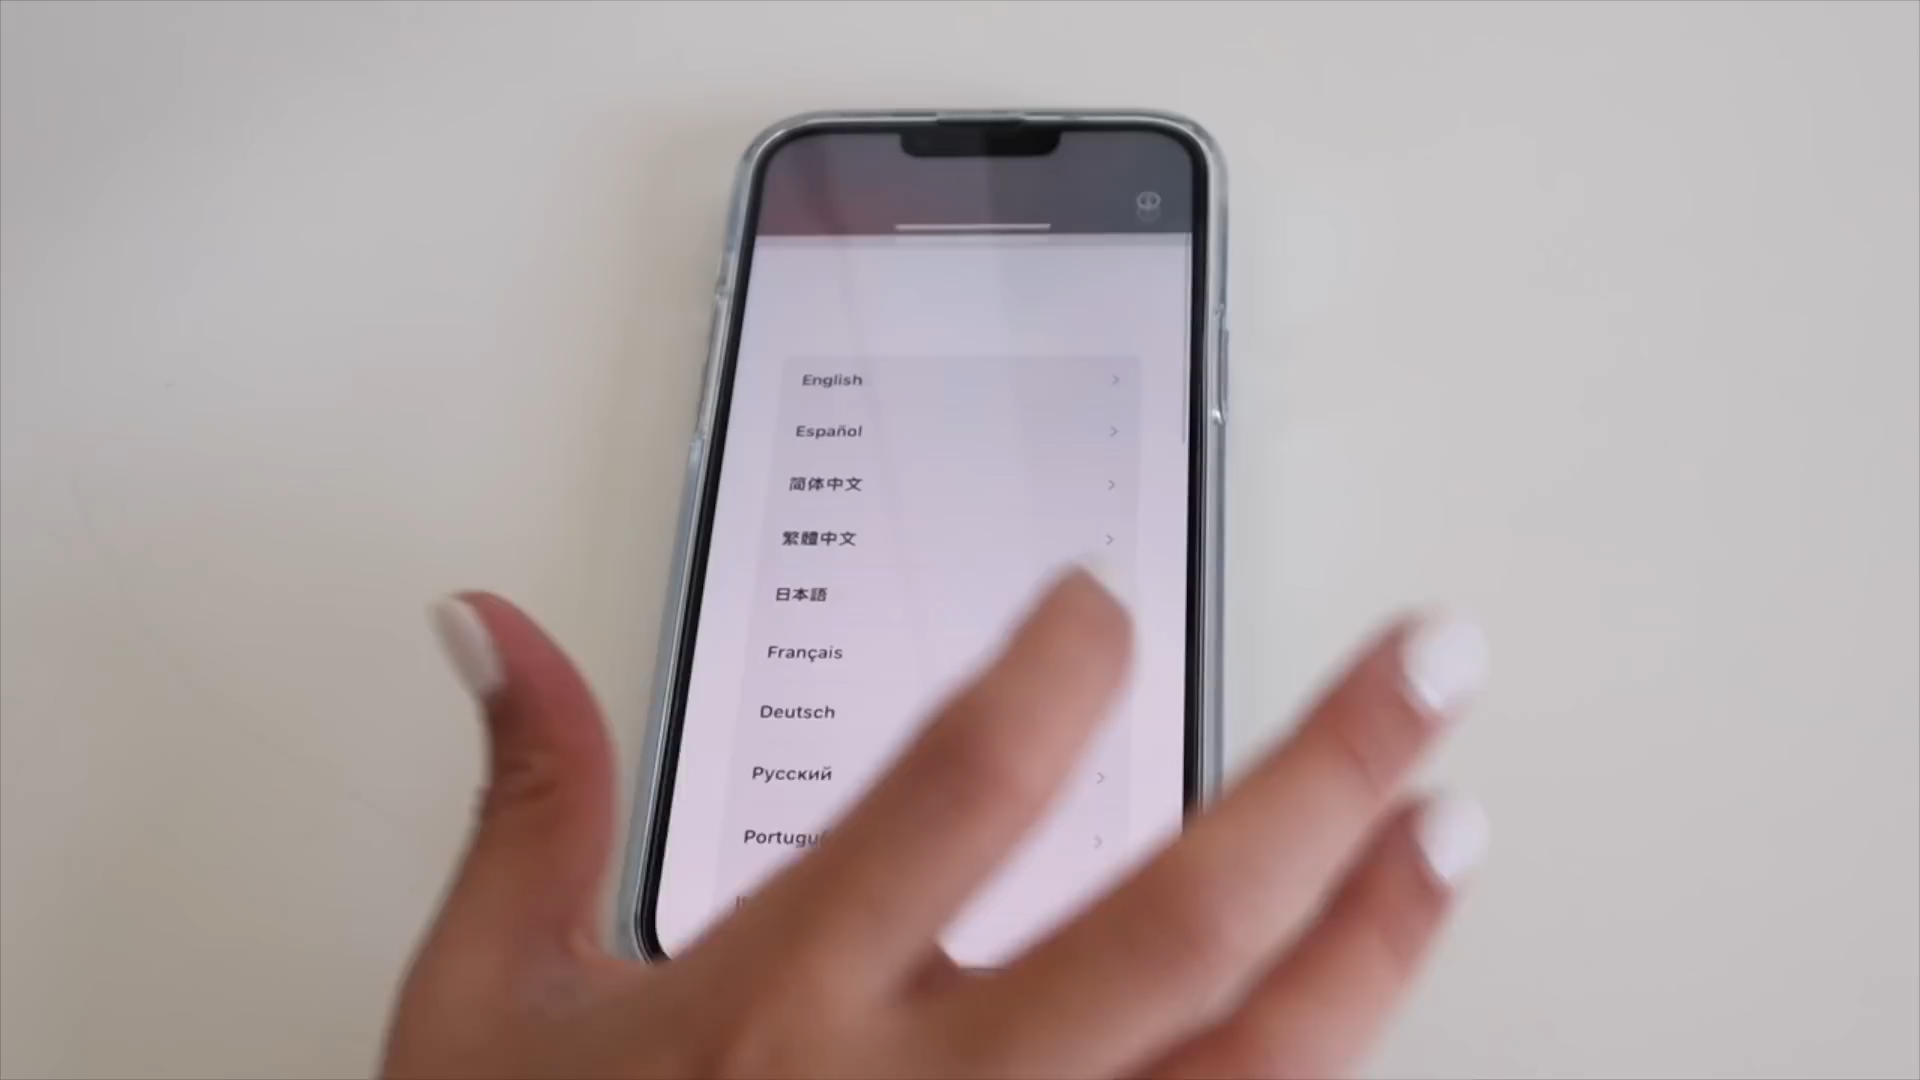 English
Español
简体中文
繁體中文
日本語
Français
Deutsch
Русский